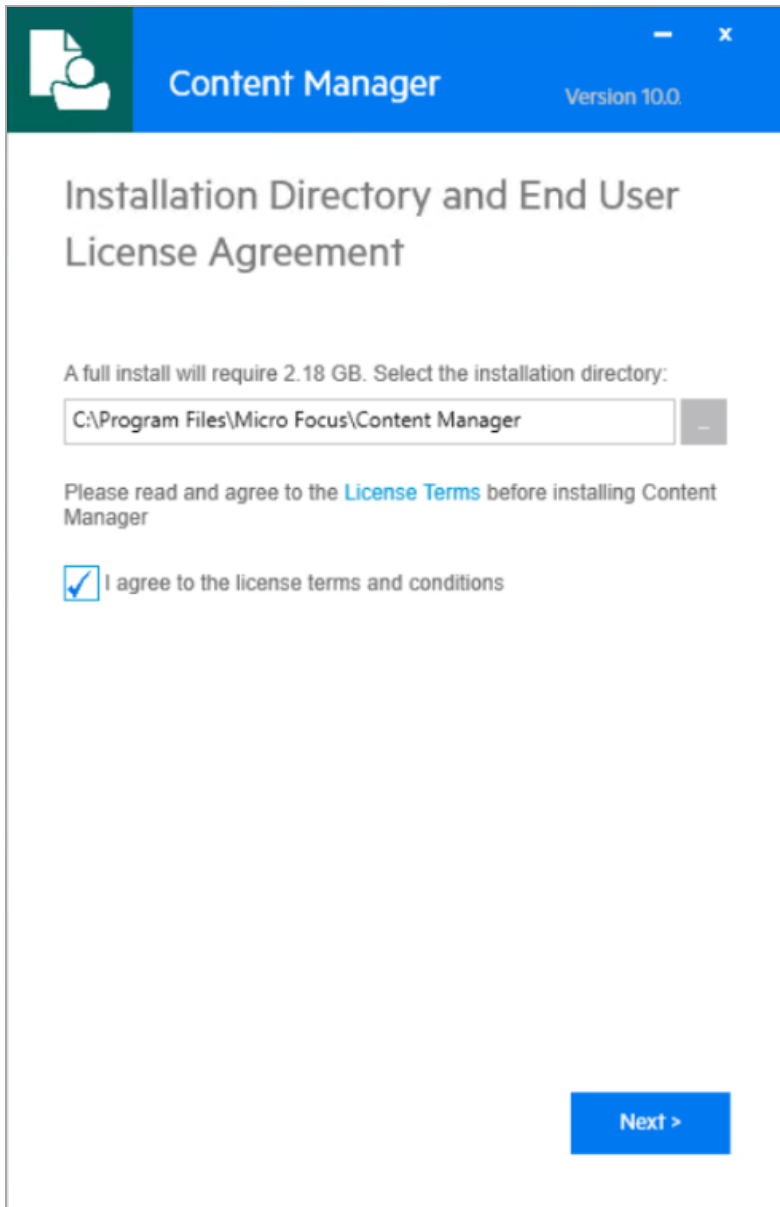 Content Manager
Version 10.0.
Installation Directory and End User
License Agreement
A full install will require 2.18 GB. Select the installation directory:
C:\Program Files\Micro Focus\Content Manager
...
Please read and agree to the License Terms before installing Content
Manager
I agree to the license terms and conditions
Next >